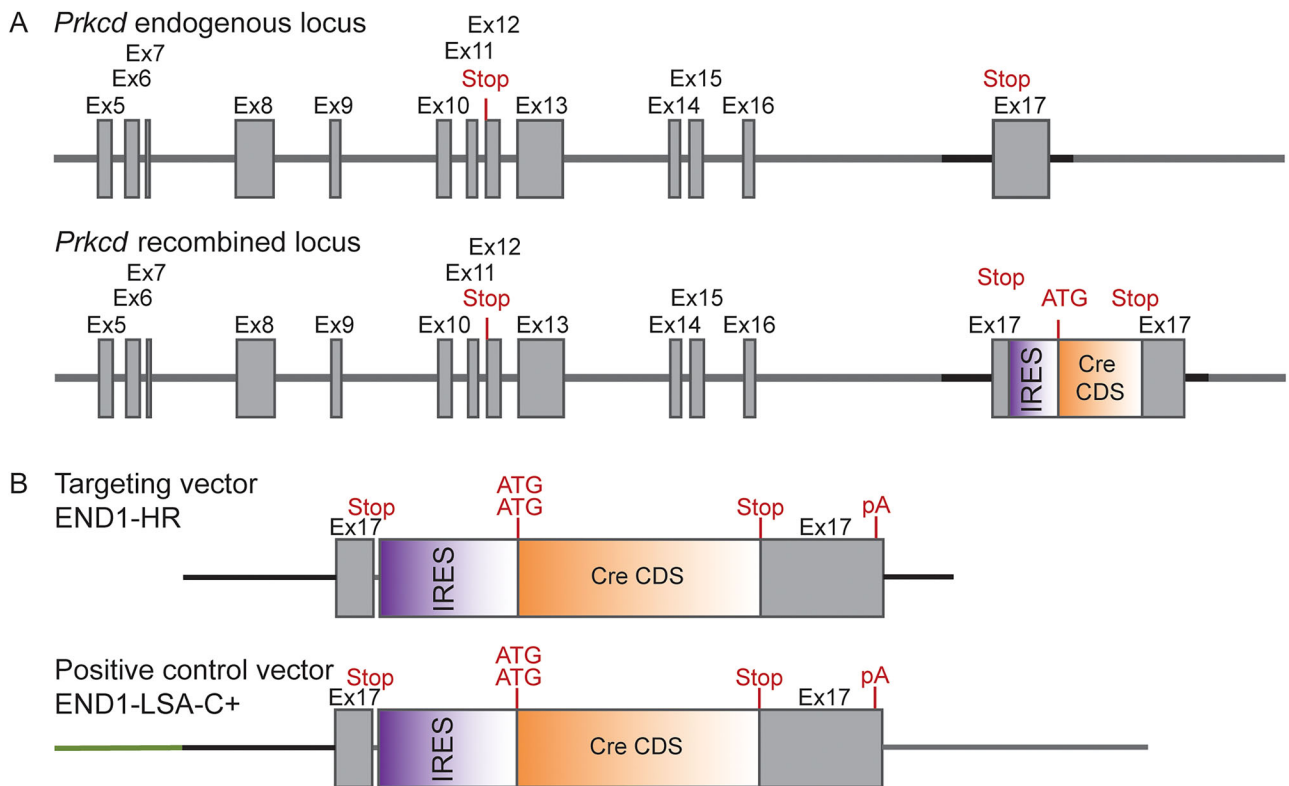 A Prkcd endogenous locus
Ex12
Ex7
Ex11
Ex6
Stop
Ex15
Stop
Ex5
Ex8
Ex9
Ex10
Ex13
Ex14
Ex16
Ex17
Prkcd recombined locus
Ex12
Ex7
Ex11
Ex6
Stop
Ex15
Stop
ATG
Stop
Ex5
Ex8
Ex9
Ex10
Ex13
Ex14
Ex16
Ex17
Ex17
IRES
Cre
CDS
B Targeting vector
END1-HR
Stop
ATG
ATG
Stop
pA
Ex17
Ex17
IRES
Cre CDS
Positive control vector
END1-LSA-C+
Stop
ATG
ATG
Stop
pA
Ex17
Ex17
IRES
Cre CDS